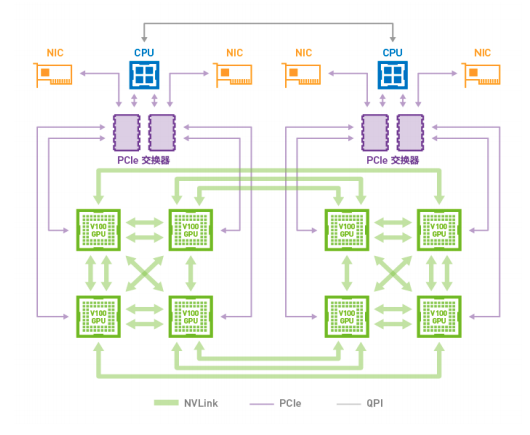 NIC CPU NIC NIC CPU NIC
PCIe 交换器 PCIe 交换器
V100 GPU V100 GPU V100 GPU V100 GPU
V100 GPU V100 GPU V100 GPU V100 GPU
NVLink PCIe QPI